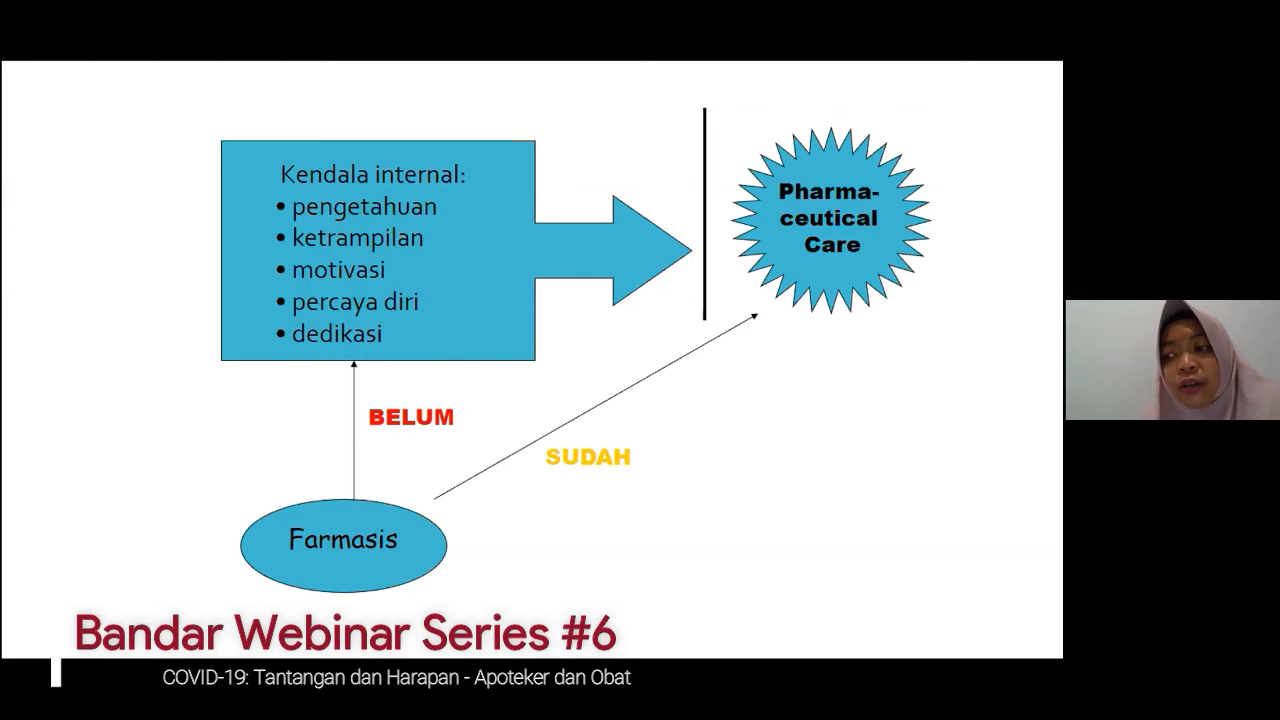 Kendala internal:
• pengetahuan
• ketrampilan
• motivasi
• percaya diri
• dedikasi
Pharma-
ceutical
Care
BELUM
SUDAH
Farmasis
Bandar Webinar Series #6
COVID-19: Tantangan dan Harapan - Apoteker dan Obat